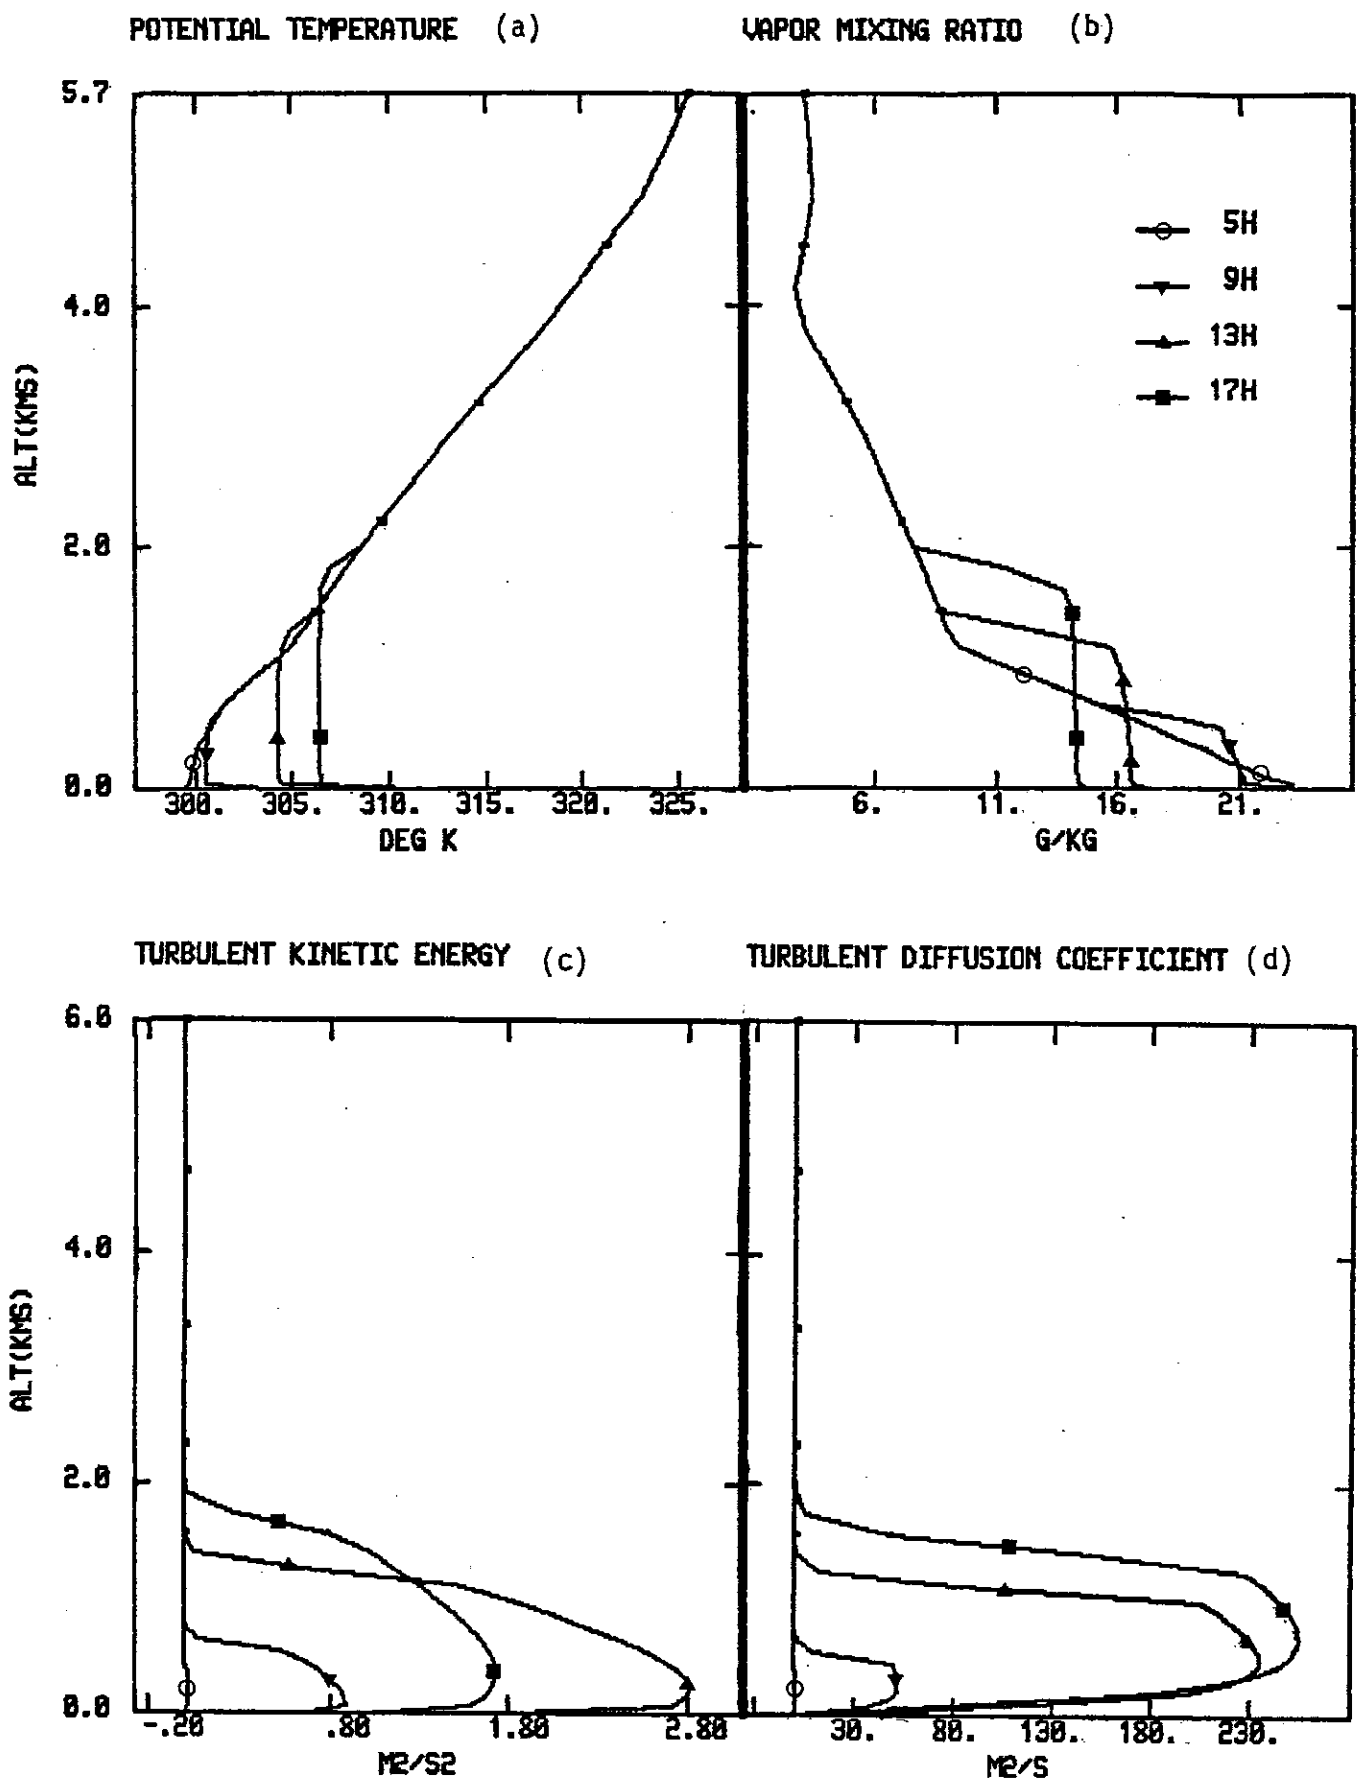 POTENTIAL TEMPERATURE (a)
VAPOR MIXING RATIO (b)
5.7
4.0
2.0
0.0
ALT(KMS)
300. 305. 310. 315. 320. 325.
DEG K
5H
9H
13H
17H
6. 11. 16. 21.
G/KG
TURBULENT KINETIC ENERGY (c)
TURBULENT DIFFUSION COEFFICIENT (d)
6.0
4.0
2.0
0.0
ALT(KMS)
-.20 .80 1.80 2.80
M2/S2
30. 80. 130. 180. 230.
M2/S